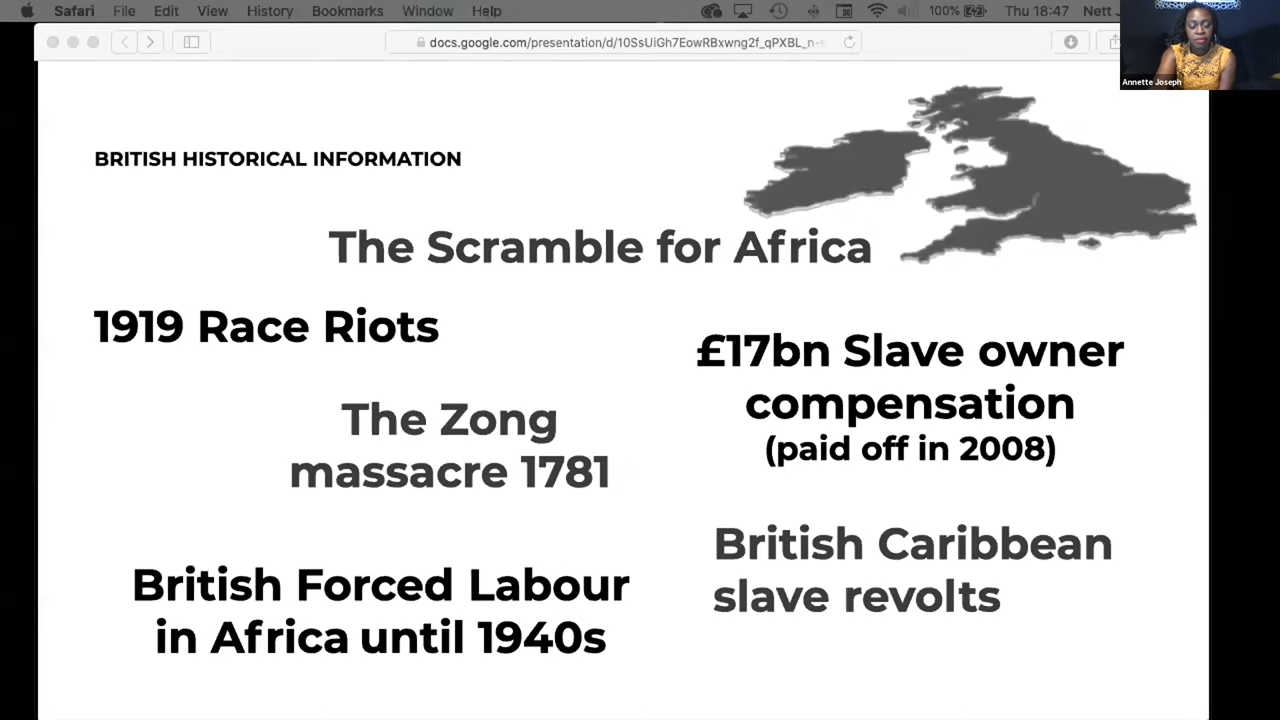 Safari File Edit View History Bookmarks Window Help 100% Thu 18:47 Nett J
docs.google.com/presentation/d/10SsUiGh7EowRBxwng2f_qPXBL_n-s
Annette Joseph
BRITISH HISTORICAL INFORMATION
The Scramble for Africa
1919 Race Riots
£17bn Slave owner
compensation
(paid off in 2008)
The Zong
massacre 1781
British Caribbean
slave revolts
British Forced Labour
in Africa until 1940s